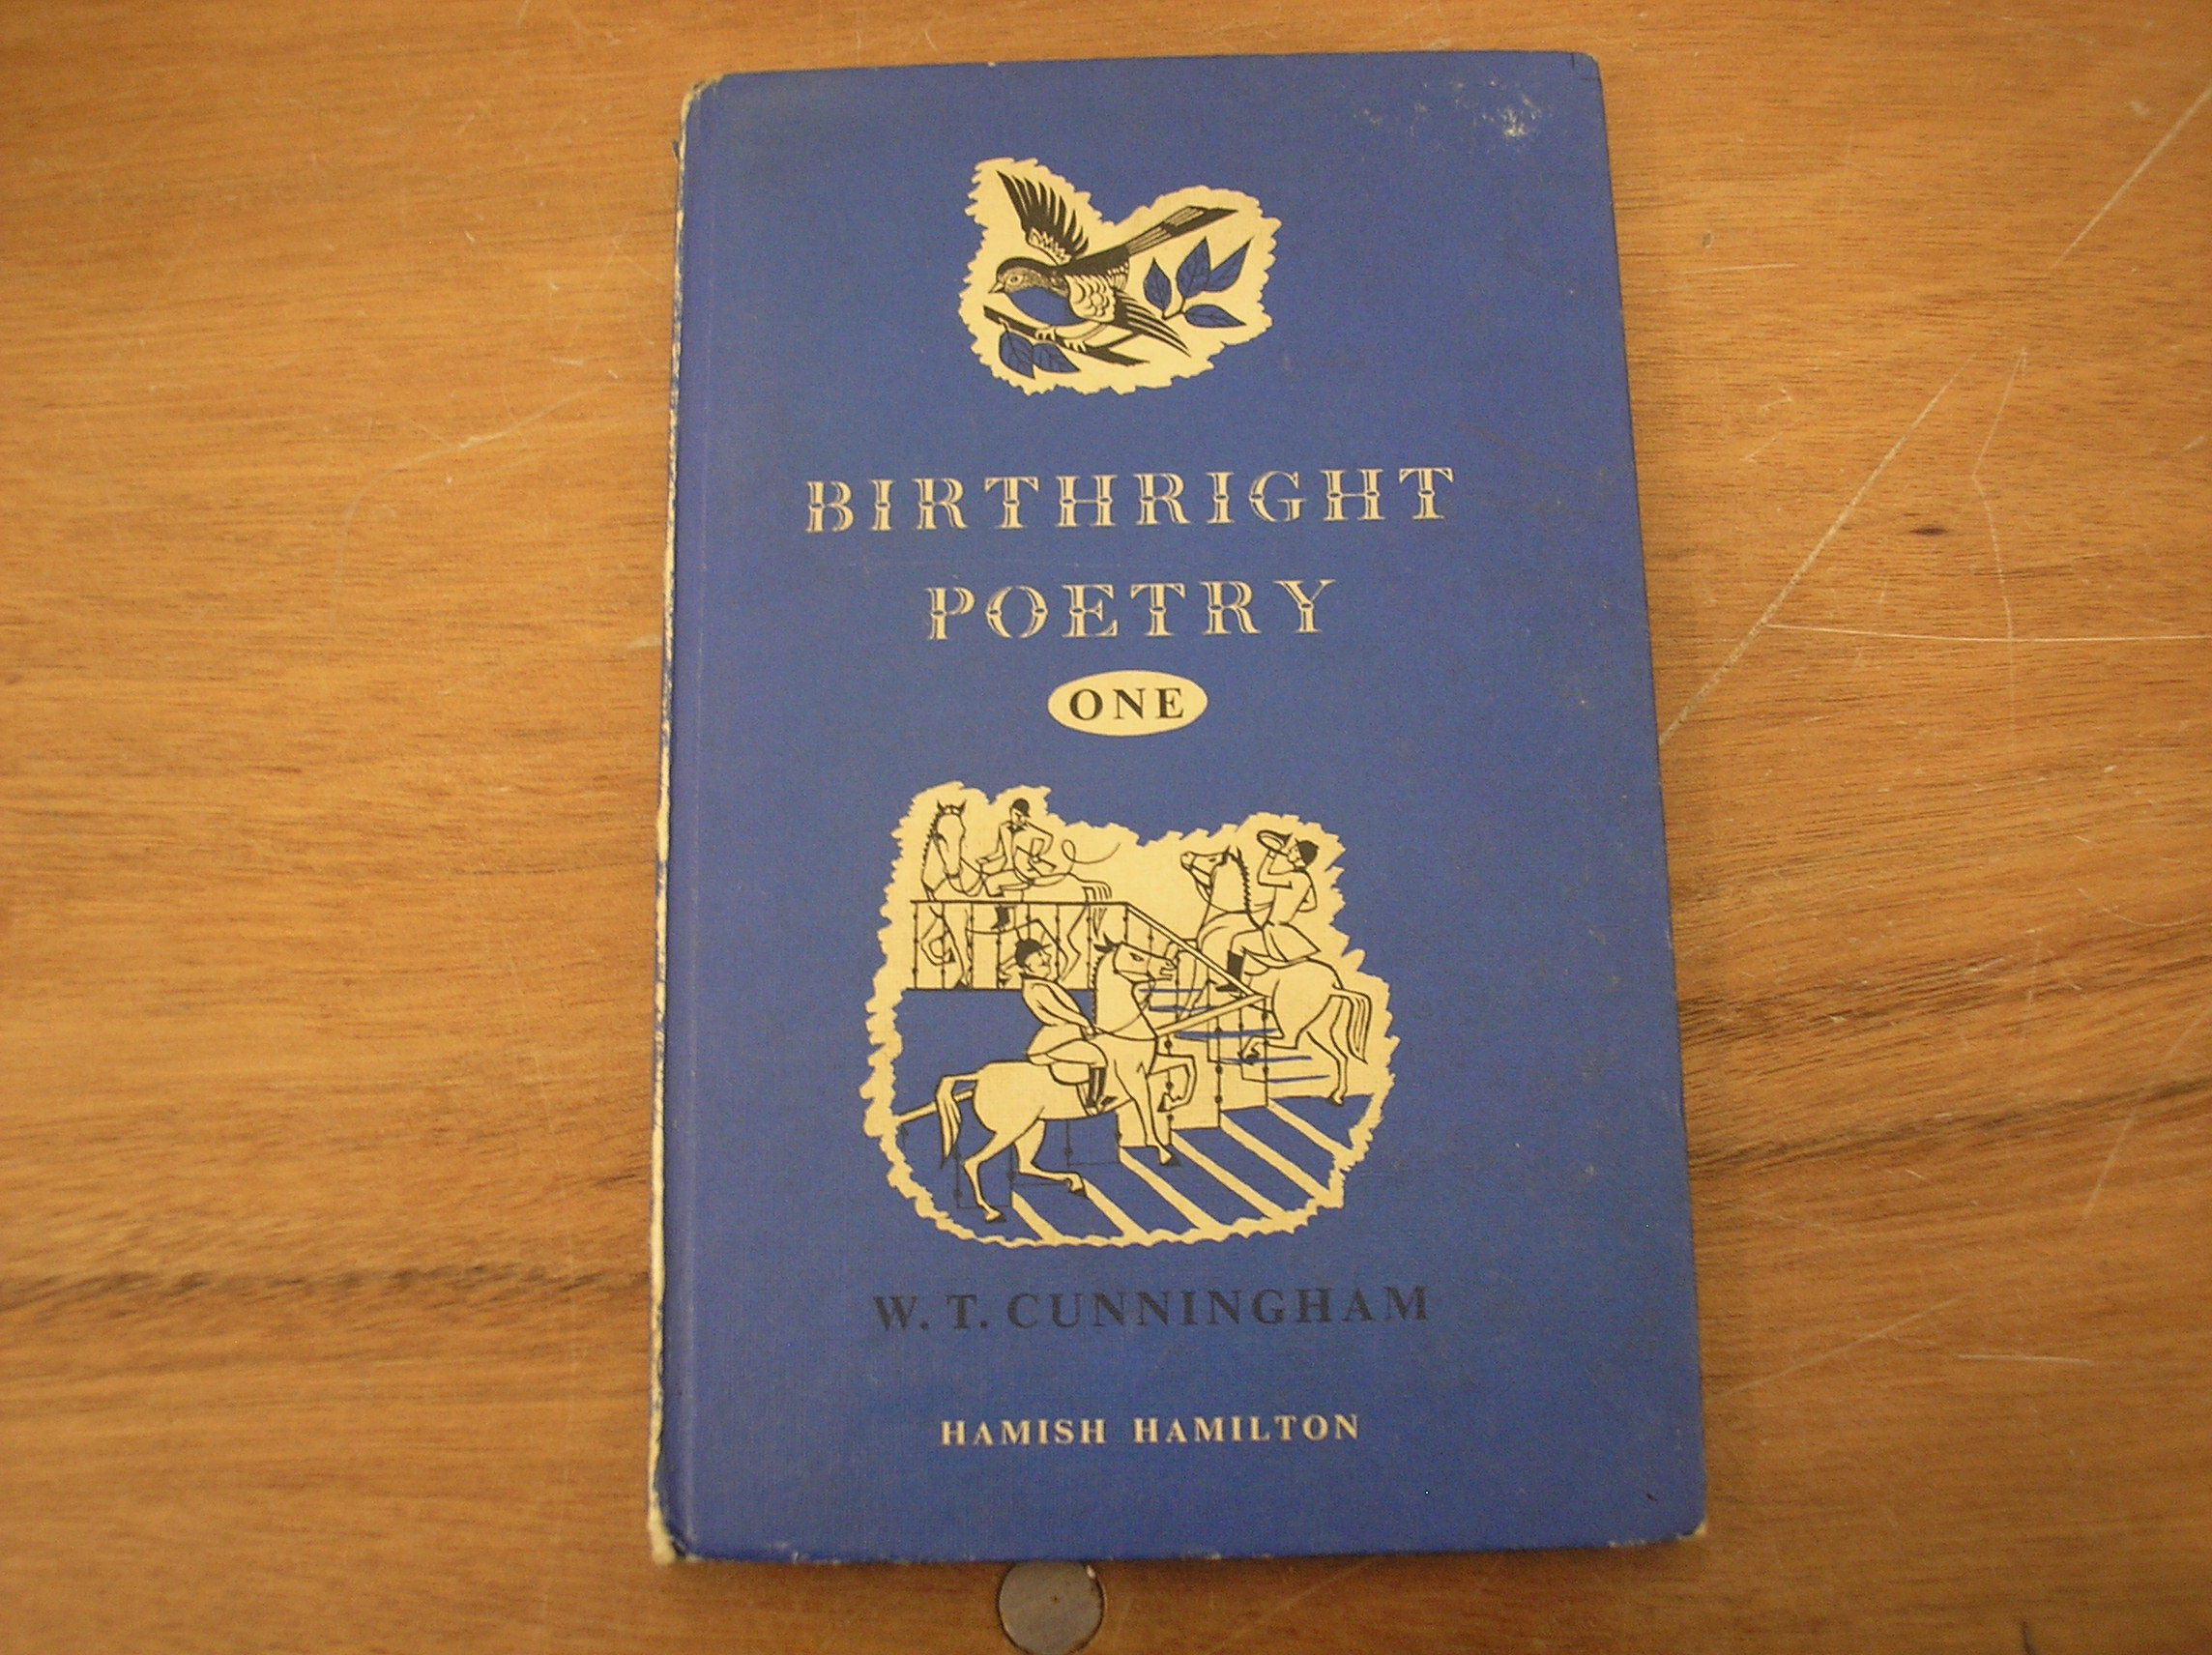 BIRTHRIGHT
POETRY
ONE
W. T. CUNNINGHAM
HAMISH HAMILTON